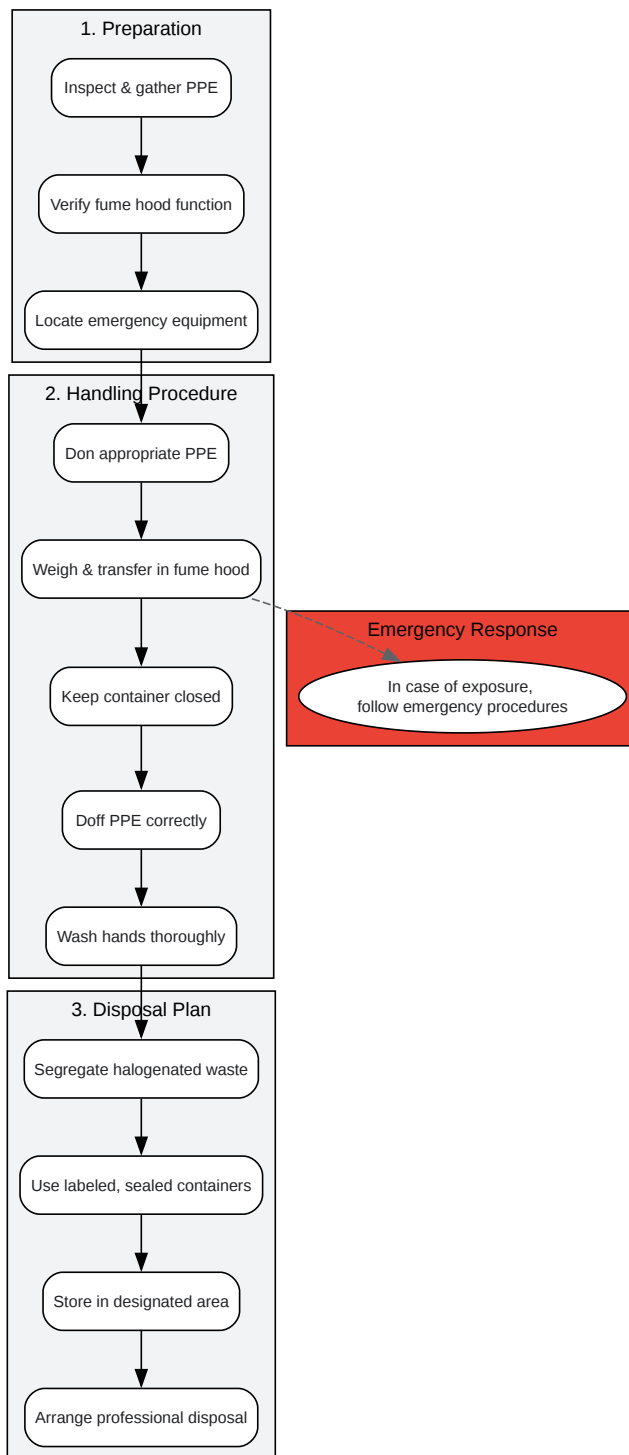 1. Preparation
Inspect & gather PPE
Verify fume hood function
Locate emergency equipment
2. Handling Procedure
Don appropriate PPE
Weigh & transfer in fume hood
Emergency Response
In case of exposure,
follow emergency procedures
Keep container closed
Doff PPE correctly
Wash hands thoroughly
3. Disposal Plan
Segregate halogenated waste
Use labeled, sealed containers
Store in designated area
Arrange professional disposal